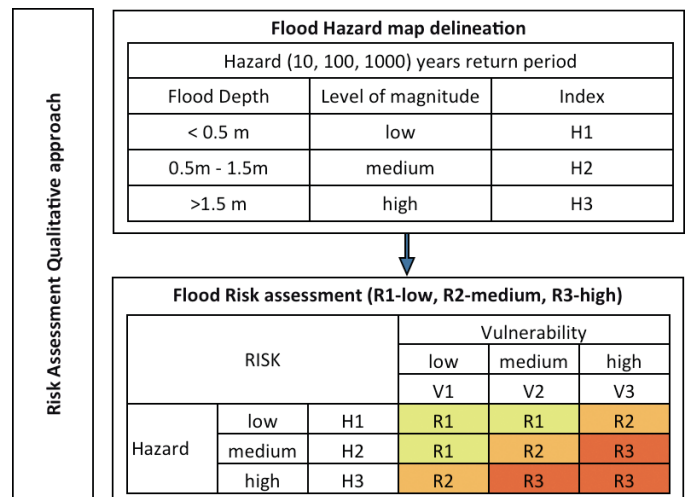 Risk Assessment Qualitative approach
Flood Hazard map delineation
Hazard (10, 100, 1000) years return period
Flood Depth Level of magnitude Index
< 0.5 m low H1
0.5m - 1.5m medium H2
>1.5 m high H3
Flood Risk assessment (R1-low, R2-medium, R3-high)
RISK Vulnerability
low medium high
V1 V2 V3
Hazard low H1 R1 R1 R2
medium H2 R1 R2 R3
high H3 R2 R3 R3